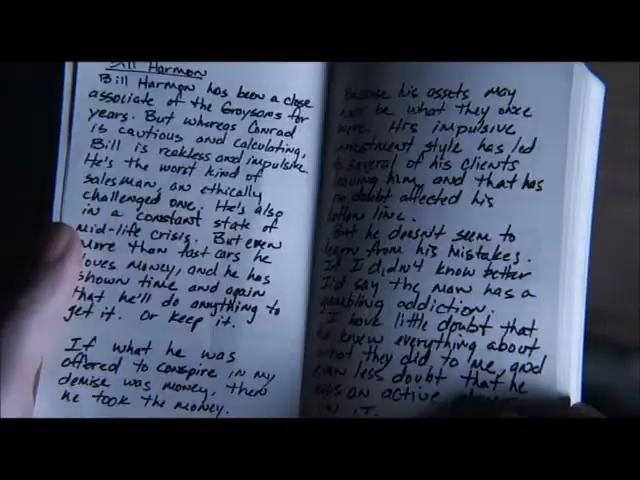 Bill Harmon
Bill Harmon has been a close
associate of the Graysons for
years. But whereas Conrad
is cautious and calculating,
Bill is reckless and impulsive.
He's the worst kind of
salesman, an ethically
challenged one. He's also
in a constant state of
mid-life crisis. But even
more than fast cars he
loves money, and he has
shown time and again
that he'll do anything to
get it. Or keep it.
If what he was
offered to conspire in my
demise was money, then
he took the money.
Because his assets may
not be what they once
were. His impulsive
investment style has led
to several of his clients
leaving him, and that has
no doubt affected his
bottom line.
But he doesn't seem to
learn from his mistakes.
If I didn't know better
I'd say the man has a
gambling addiction.
I have little doubt that
he knew everything about
what they did to me, and
even less doubt that he
was an active
in it.